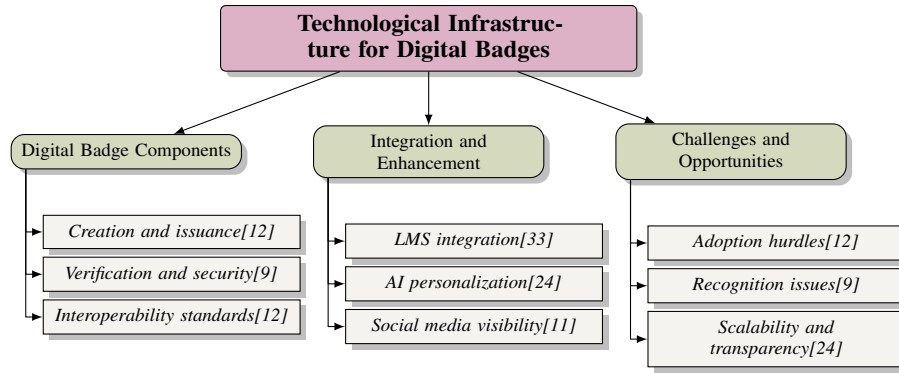 Technological Infrastruc-
ture for Digital Badges
Digital Badge Components
Creation and issuance[12]
Verification and security[9]
Interoperability standards[12]
Integration and
Enhancement
LMS integration[33]
AI personalization[24]
Social media visibility[11]
Challenges and
Opportunities
Adoption hurdles[12]
Recognition issues[9]
Scalability and
transparency[24]